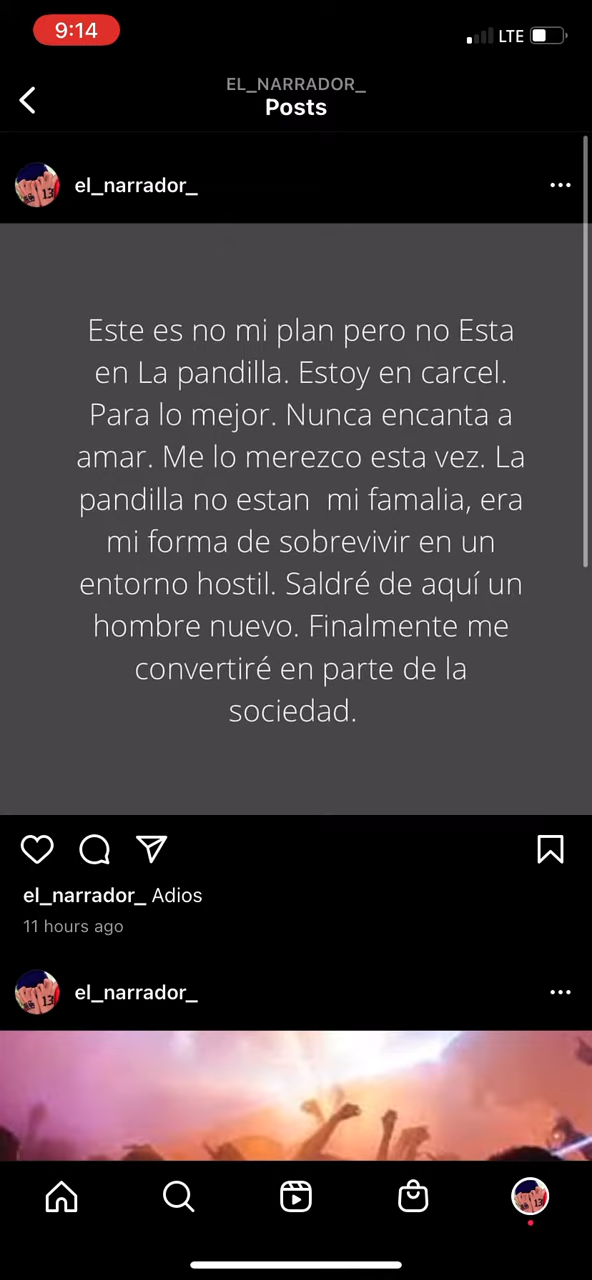 9:14
LTE
EL_NARRADOR_
Posts
el_narrador_
Este es no mi plan pero no Esta
en La pandilla. Estoy en carcel.
Para lo mejor. Nunca encanta a
amar. Me lo merezco esta vez. La
pandilla no estan  mi famalia, era
mi forma de sobrevivir en un
entorno hostil. Saldré de aquí un
hombre nuevo. Finalmente me
convertiré en parte de la
sociedad.
el_narrador_ Adios
11 hours ago
el_narrador_